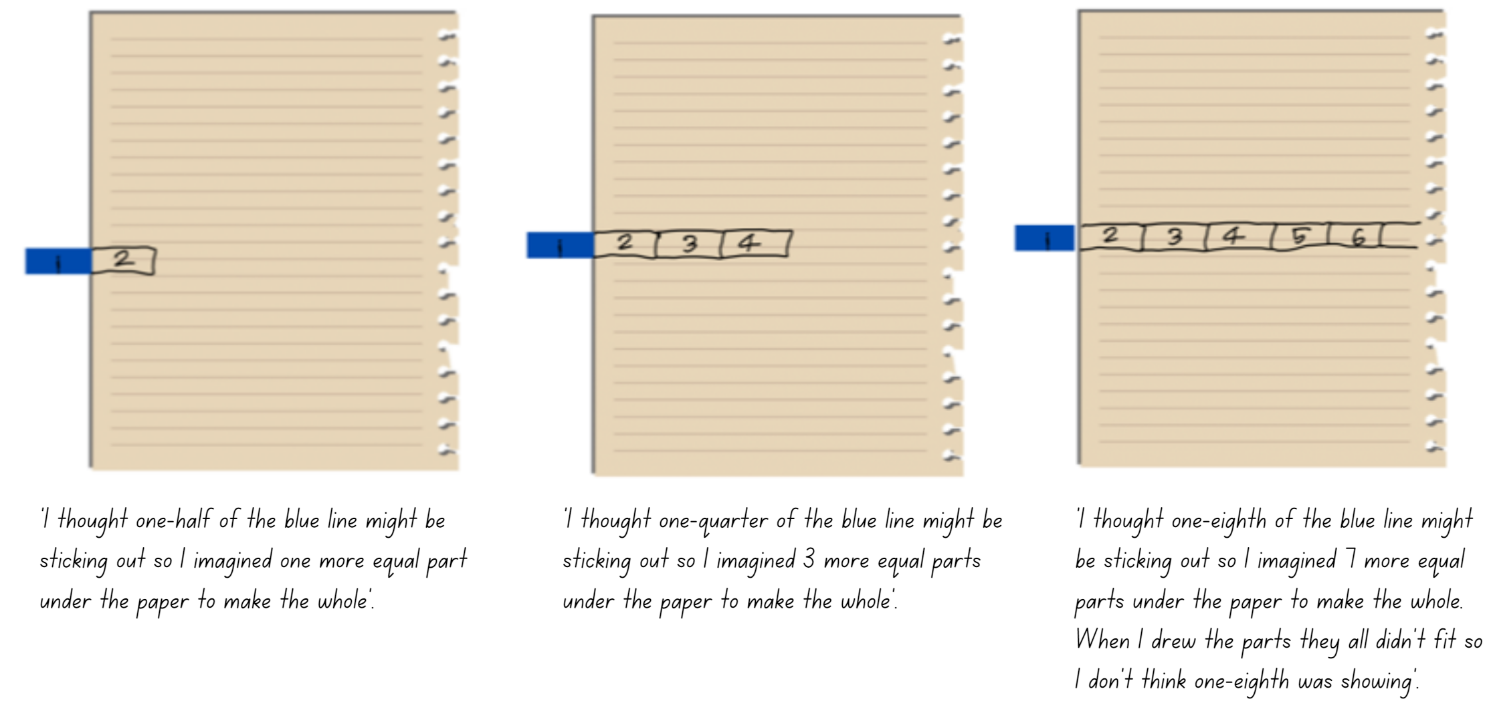 1 2
1 2 3 4
1 2 3 4 5 6
'I thought one-half of the blue line might be
sticking out so I imagined one more equal part
under the paper to make the whole'.
'I thought one-quarter of the blue line might be
sticking out so I imagined 3 more equal parts
under the paper to make the whole'.
'I thought one-eighth of the blue line might
be sticking out so I imagined 7 more equal
parts under the paper to make the whole.
When I drew the parts they all didn't fit so
I don't think one-eighth was showing'.